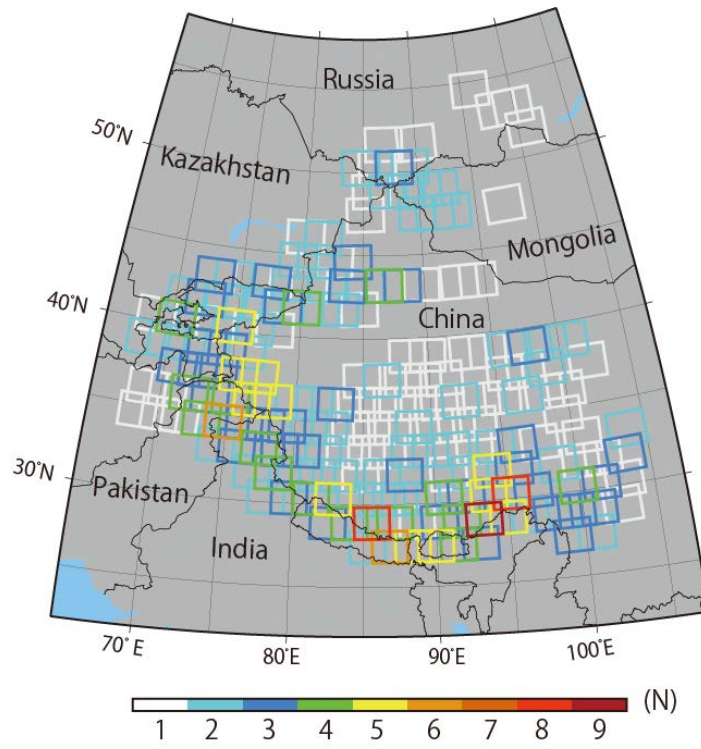 Russia
50°N
Kazakhstan
Mongolia
40°N
China
30°N
Pakistan
India
70°E
80°E
90°E
100°E
(N)
1 2 3 4 5 6 7 8 9